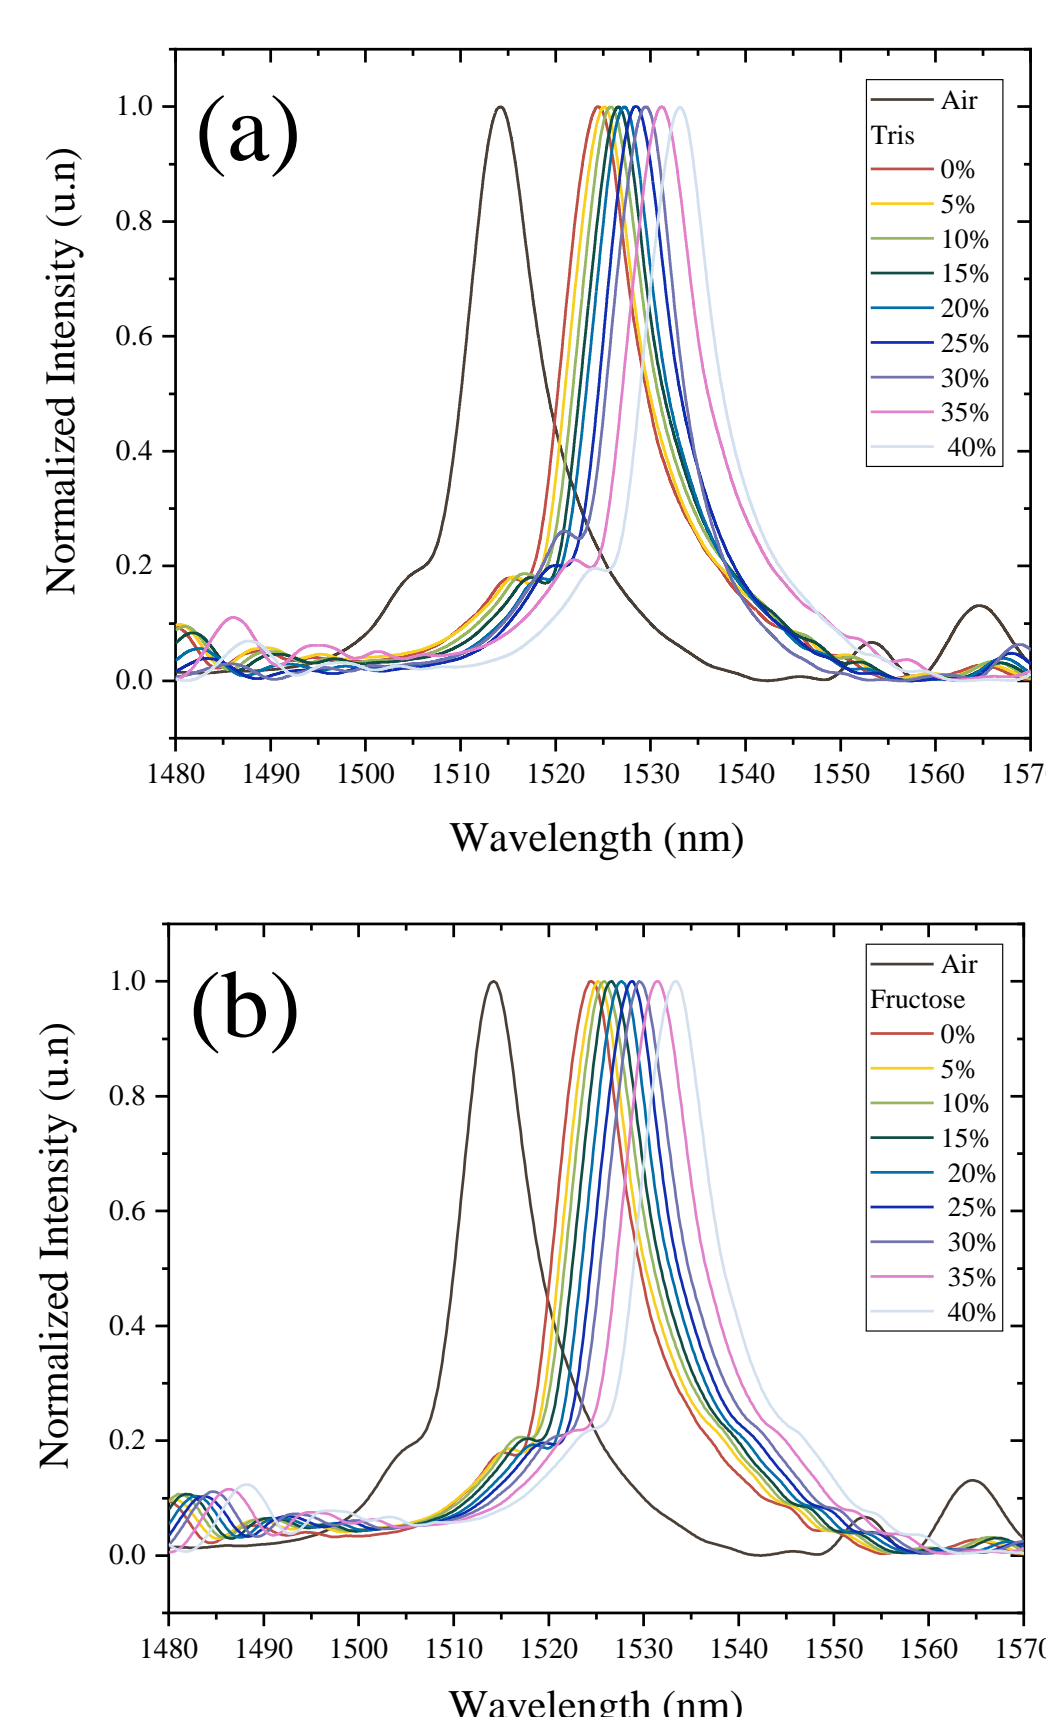 (a)
Normalized Intensity (u.n)
1.0
0.8
0.6
0.4
0.2
0.0
1480 1490 1500 1510 1520 1530 1540 1550 1560 157
Wavelength (nm)
Air
Tris
0%
5%
10%
15%
20%
25%
30%
35%
40%
(b)
Normalized Intensity (u.n)
1.0
0.8
0.6
0.4
0.2
0.0
1480 1490 1500 1510 1520 1530 1540 1550 1560 1570
Wavelength (nm)
Air
Fructose
0%
5%
10%
15%
20%
25%
30%
35%
40%